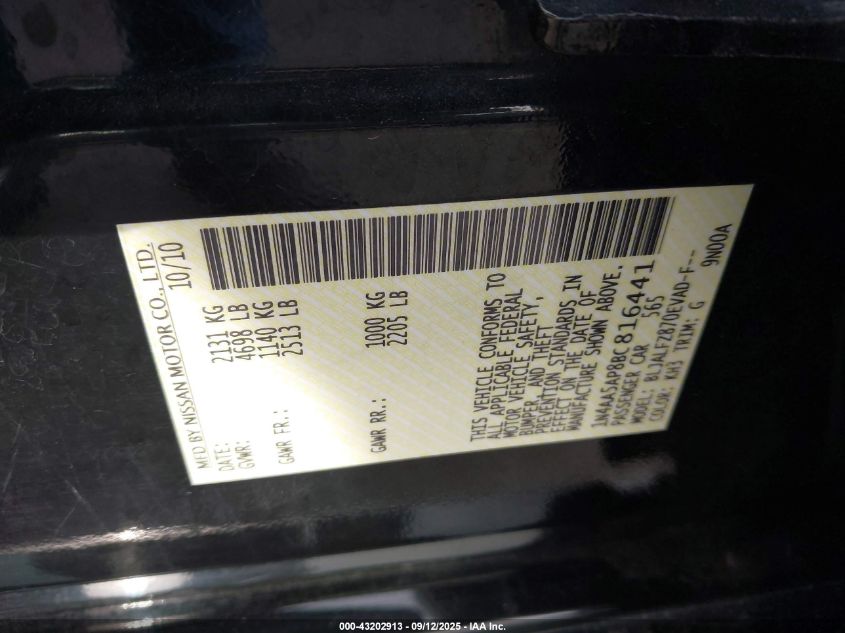 MFD BY NISSAN MOTOR CO., LTD.
DATE: 10/10
GVWR: 2131 KG
4698 LB
GAWR FR.: 1140 KG
2513 LB
GAWR RR.: 1000 KG
2205 LB
THIS VEHICLE CONFORMS TO
ALL APPLICABLE FEDERAL
MOTOR VEHICLE SAFETY,
BUMPER, AND THEFT
PREVENTION STANDARDS IN
EFFECT ON THE DATE OF
MANUFACTURE SHOWN ABOVE.
1N4AA5AP8BC816441
PASSENGER CAR S65
MODEL: BLJALFZ87DEVAD-F--
COLOR: KH3 TRIM: G 9N00A
000-43202913 - 09/12/2025 - IAA Inc.